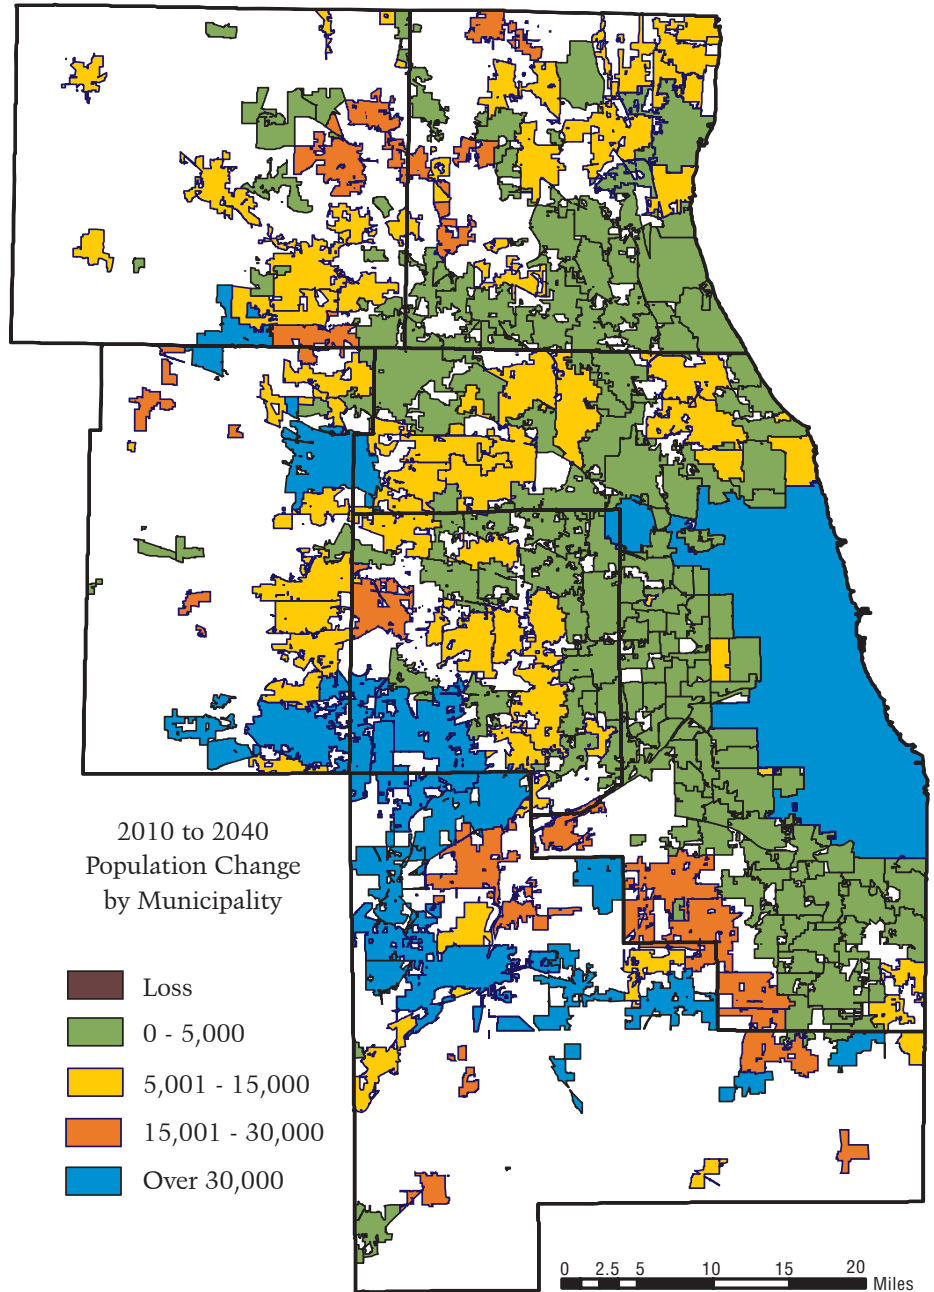 2010 to 2040
Population Change
by Municipality
Loss
0 - 5,000
5,001 - 15,000
15,001 - 30,000
Over 30,000
0 2.5 5 10 15 20
Miles